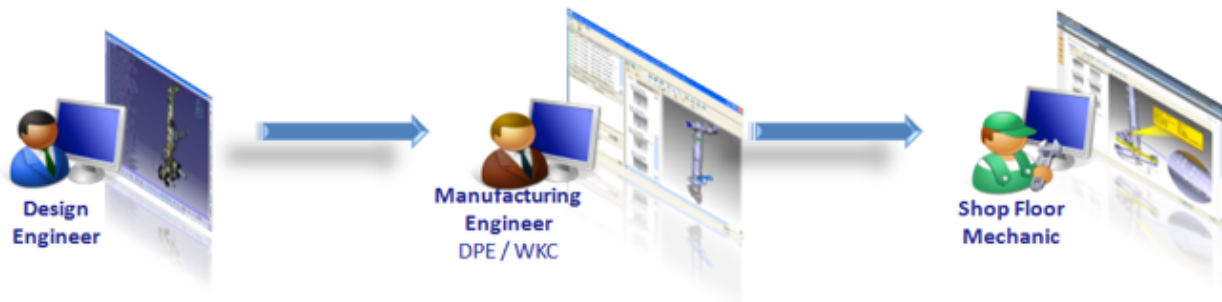 Design
Engineer
Manufacturing
Engineer
DPE / WKC
Shop Floor
Mechanic